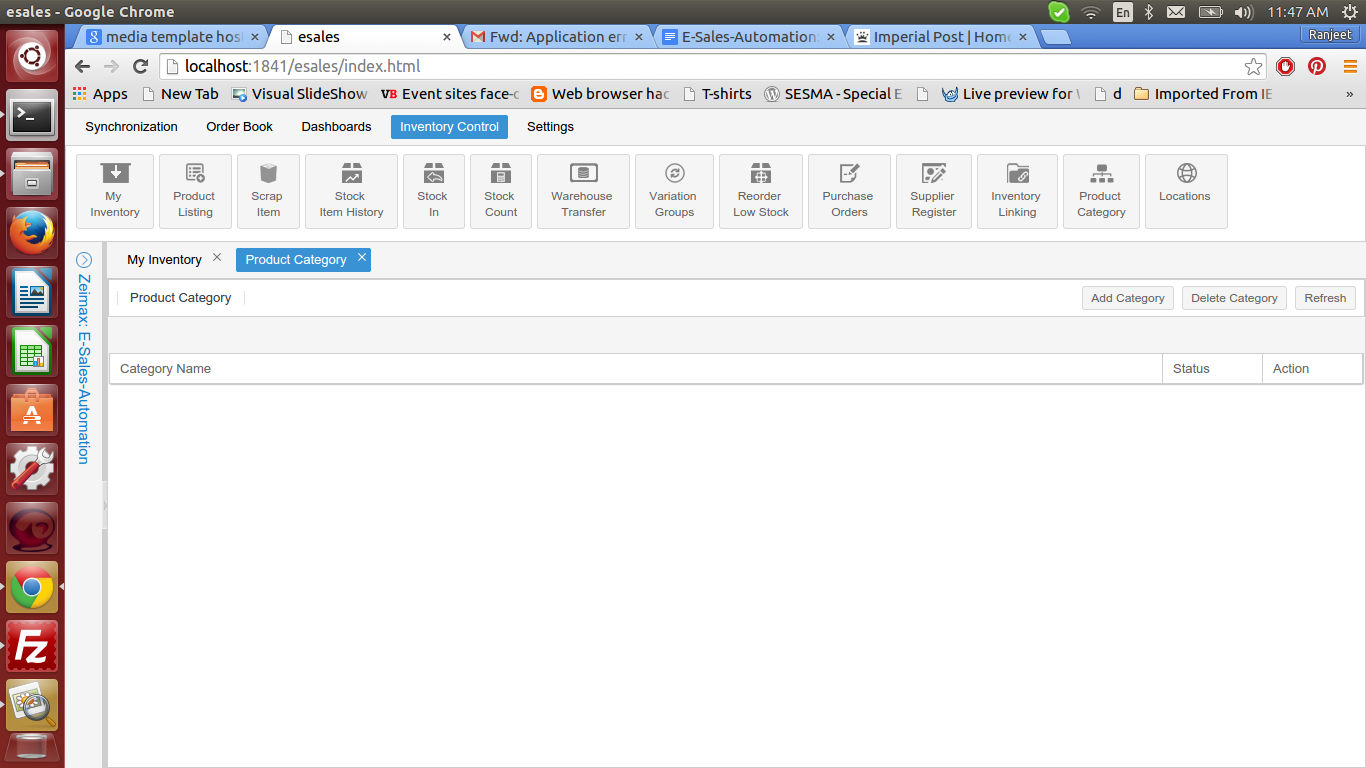 esales - Google Chrome
En
11:47 AM
media template hos
esales
Fwd: Application err
E-Sales-Automation:
Imperial Post | Hom
Ranjeet
localhost:1841/esales/index.html
Apps
New Tab
Visual SlideShow
VB Event sites face-c
Web browser hac
T-shirts
SESMA - Special E
Live preview for
d
Imported From IE
»
Synchronization
Order Book
Dashboards
Inventory Control
Settings
My Inventory
Product Listing
Scrap Item
Stock Item History
Stock In
Stock Count
Warehouse Transfer
Variation Groups
Reorder Low Stock
Purchase Orders
Supplier Register
Inventory Linking
Product Category
Locations
Zeimax: E-Sales-Automation
My Inventory
Product Category
Product Category
Add Category
Delete Category
Refresh
Category Name
Status
Action
Fz